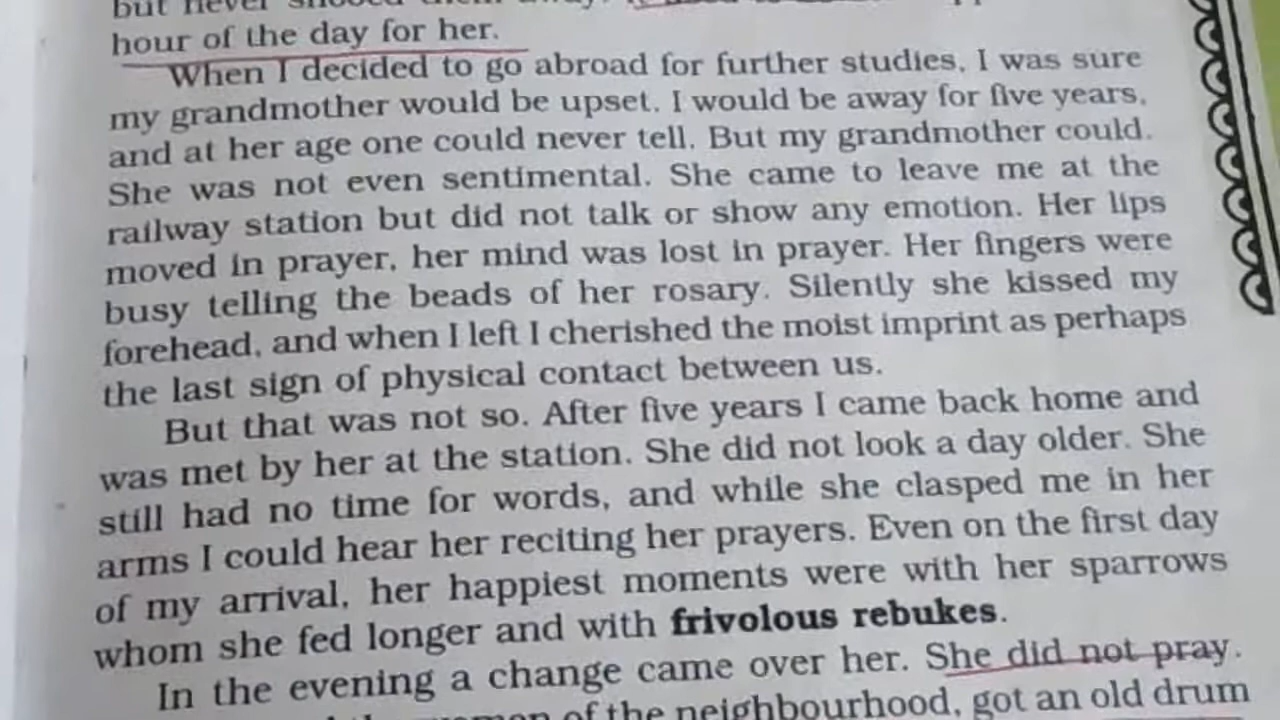 but never
hour of the day for her.
When I decided to go abroad for further studies, I was sure
my grandmother would be upset. I would be away for five years,
and at her age one could never tell. But my grandmother could.
She was not even sentimental. She came to leave me at the
railway station but did not talk or show any emotion. Her lips
moved in prayer, her mind was lost in prayer. Her fingers were
busy telling the beads of her rosary. Silently she kissed my
forehead, and when I left I cherished the moist imprint as perhaps
the last sign of physical contact between us.
But that was not so. After five years I came back home and
was met by her at the station. She did not look a day older. She
still had no time for words, and while she clasped me in her
arms I could hear her reciting her prayers. Even on the first day
of my arrival, her happiest moments were with her sparrows
whom she fed longer and with frivolous rebukes.
In the evening a change came over her. She did not pray.
of the neighbourhood, got an old drum